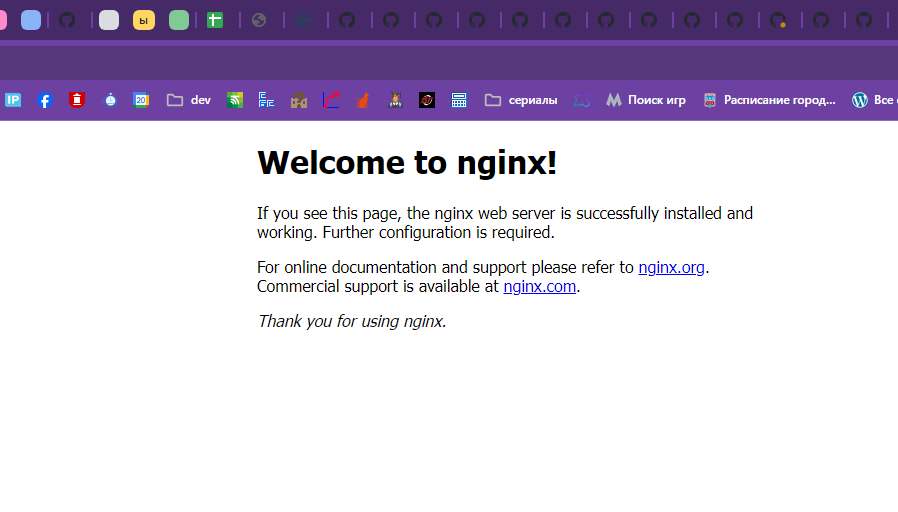 ы
IP 20 dev сериалы Поиск игр Расписание город... Все
Welcome to nginx!
If you see this page, the nginx web server is successfully installed and
working. Further configuration is required.
For online documentation and support please refer to nginx.org.
Commercial support is available at nginx.com.
Thank you for using nginx.